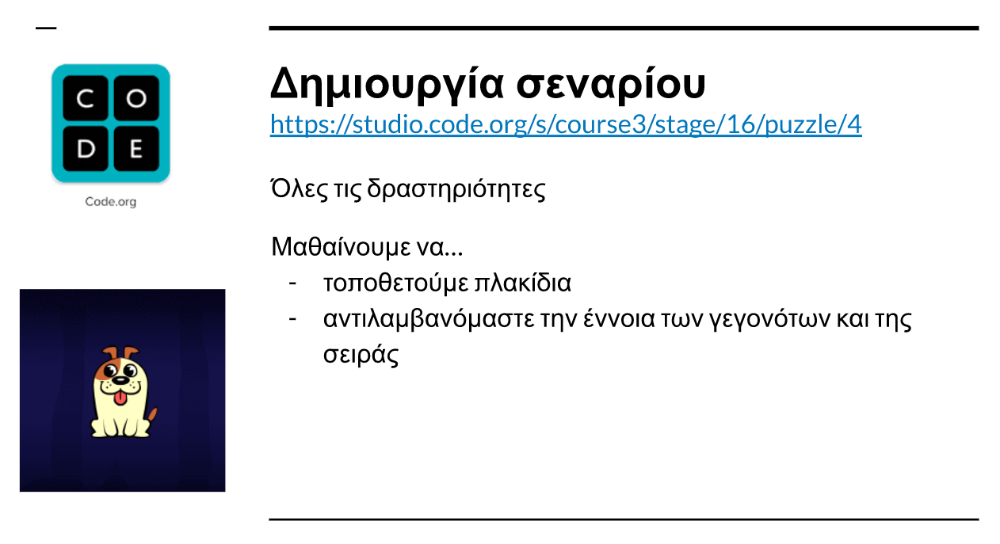 C O
D E
Code.org
Δημιουργία σεναρίου
https://studio.code.org/s/course3/stage/16/puzzle/4
Όλες τις δραστηριότητες
Μαθαίνουμε να...
- τοποθετούμε πλακίδια
- αντιλαμβανόμαστε την έννοια των γεγονότων και της
σειράς